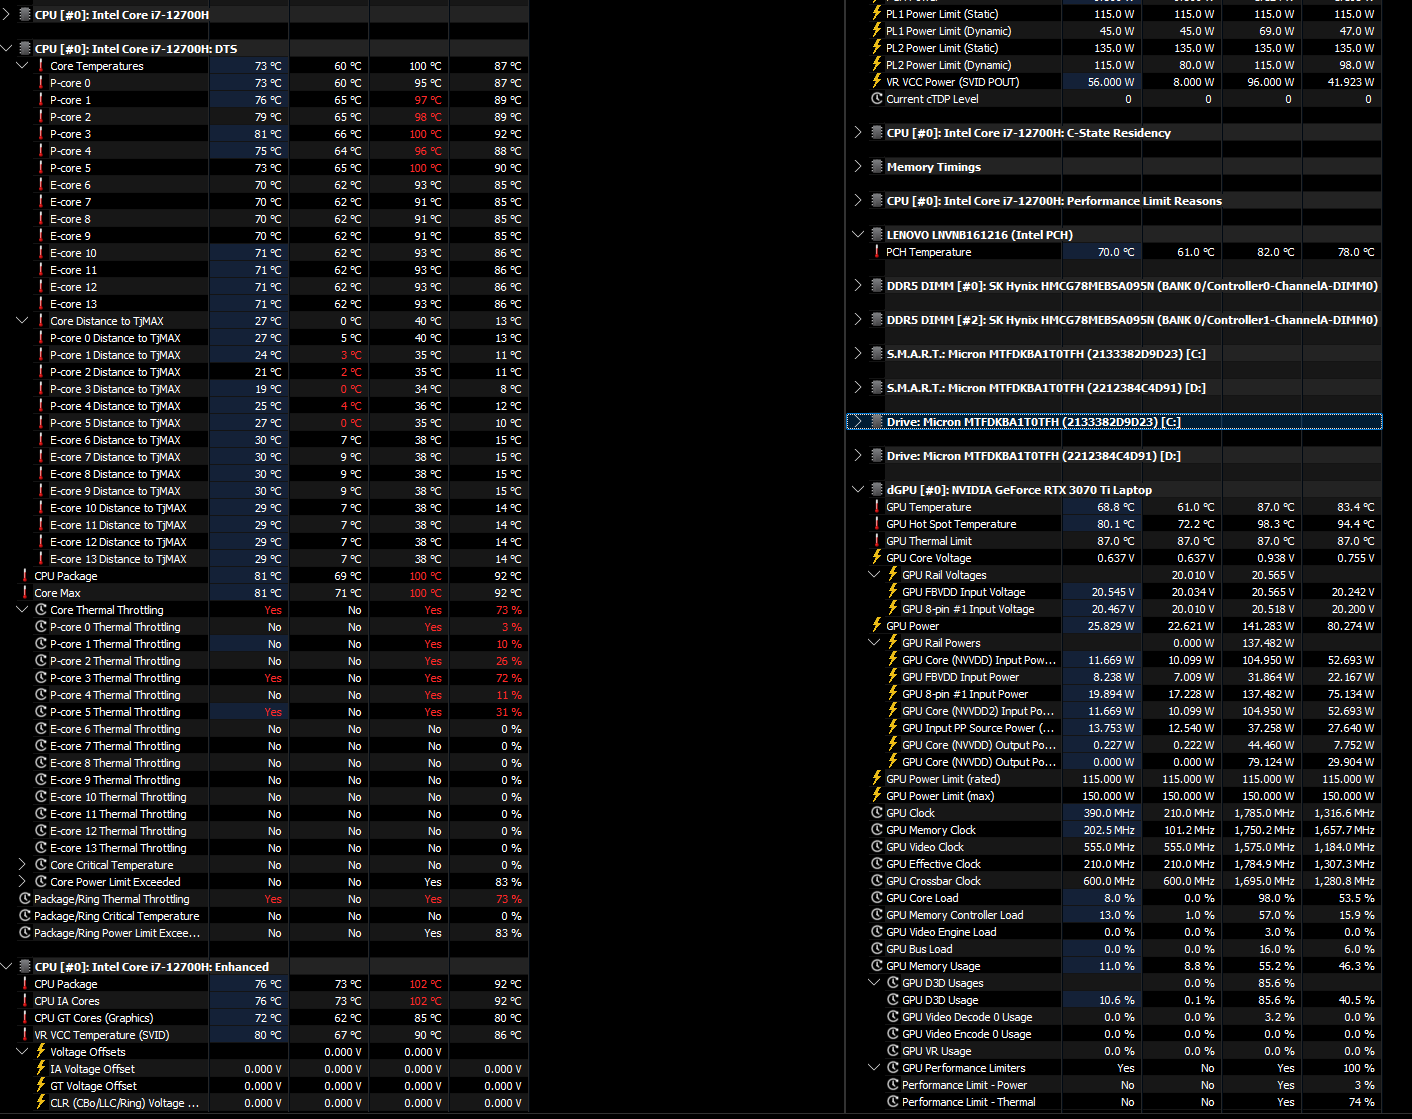 CPU [#0]: Intel Core i7-12700H
CPU [#0]: Intel Core i7-12700H: DTS
Core Temperatures 73 °C 60 °C 100 °C 87 °C
P-core 0 73 °C 60 °C 95 °C 87 °C
P-core 1 76 °C 65 °C 97 °C 89 °C
P-core 2 79 °C 65 °C 98 °C 89 °C
P-core 3 81 °C 66 °C 100 °C 92 °C
P-core 4 75 °C 64 °C 96 °C 88 °C
P-core 5 73 °C 65 °C 100 °C 90 °C
E-core 6 70 °C 62 °C 93 °C 85 °C
E-core 7 70 °C 62 °C 91 °C 85 °C
E-core 8 70 °C 62 °C 91 °C 85 °C
E-core 9 70 °C 62 °C 91 °C 85 °C
E-core 10 71 °C 62 °C 93 °C 86 °C
E-core 11 71 °C 62 °C 93 °C 86 °C
E-core 12 71 °C 62 °C 93 °C 86 °C
E-core 13 71 °C 62 °C 93 °C 86 °C
Core Distance to TjMAX 27 °C 0 °C 40 °C 13 °C
P-core 0 Distance to TjMAX 27 °C 5 °C 40 °C 13 °C
P-core 1 Distance to TjMAX 24 °C 3 °C 35 °C 11 °C
P-core 2 Distance to TjMAX 21 °C 2 °C 35 °C 11 °C
P-core 3 Distance to TjMAX 19 °C 0 °C 34 °C 8 °C
P-core 4 Distance to TjMAX 25 °C 4 °C 36 °C 12 °C
P-core 5 Distance to TjMAX 27 °C 0 °C 35 °C 10 °C
E-core 6 Distance to TjMAX 30 °C 7 °C 38 °C 15 °C
E-core 7 Distance to TjMAX 30 °C 9 °C 38 °C 15 °C
E-core 8 Distance to TjMAX 30 °C 9 °C 38 °C 15 °C
E-core 9 Distance to TjMAX 30 °C 9 °C 38 °C 15 °C
E-core 10 Distance to TjMAX 29 °C 7 °C 38 °C 14 °C
E-core 11 Distance to TjMAX 29 °C 7 °C 38 °C 14 °C
E-core 12 Distance to TjMAX 29 °C 7 °C 38 °C 14 °C
E-core 13 Distance to TjMAX 29 °C 7 °C 38 °C 14 °C
CPU Package 81 °C 69 °C 100 °C 92 °C
Core Max 81 °C 71 °C 100 °C 92 °C
Core Thermal Throttling Yes No Yes 73 %
P-core 0 Thermal Throttling No No Yes 3 %
P-core 1 Thermal Throttling No No Yes 10 %
P-core 2 Thermal Throttling No No Yes 26 %
P-core 3 Thermal Throttling Yes No Yes 72 %
P-core 4 Thermal Throttling No No Yes 11 %
P-core 5 Thermal Throttling Yes No Yes 31 %
E-core 6 Thermal Throttling No No No 0 %
E-core 7 Thermal Throttling No No No 0 %
E-core 8 Thermal Throttling No No No 0 %
E-core 9 Thermal Throttling No No No 0 %
E-core 10 Thermal Throttling No No No 0 %
E-core 11 Thermal Throttling No No No 0 %
E-core 12 Thermal Throttling No No No 0 %
E-core 13 Thermal Throttling No No No 0 %
Core Critical Temperature No No No 0 %
Core Power Limit Exceeded No No Yes 83 %
Package/Ring Thermal Throttling Yes No Yes 73 %
Package/Ring Critical Temperature No No No 0 %
Package/Ring Power Limit Excee... No No Yes 83 %
CPU [#0]: Intel Core i7-12700H: Enhanced
CPU Package 76 °C 73 °C 102 °C 92 °C
CPU IA Cores 76 °C 73 °C 102 °C 92 °C
CPU GT Cores (Graphics) 72 °C 62 °C 85 °C 80 °C
VR VCC Temperature (SVID) 80 °C 67 °C 90 °C 86 °C
Voltage Offsets 0.000 V 0.000 V
IA Voltage Offset 0.000 V 0.000 V 0.000 V 0.000 V
GT Voltage Offset 0.000 V 0.000 V 0.000 V 0.000 V
CLR (CBo/LLC/Ring) Voltage ... 0.000 V 0.000 V 0.000 V 0.000 V
PL1 Power Limit (Static) 115.0 W 115.0 W 115.0 W 115.0 W
PL1 Power Limit (Dynamic) 45.0 W 45.0 W 69.0 W 47.0 W
PL2 Power Limit (Static) 135.0 W 135.0 W 135.0 W 135.0 W
PL2 Power Limit (Dynamic) 115.0 W 80.0 W 115.0 W 98.0 W
VR VCC Power (SVID POUT) 56.000 W 8.000 W 96.000 W 41.923 W
Current cTDP Level 0 0 0 0
CPU [#0]: Intel Core i7-12700H: C-State Residency
Memory Timings
CPU [#0]: Intel Core i7-12700H: Performance Limit Reasons
LENOVO LNVNB161216 (Intel PCH)
PCH Temperature 70.0 °C 61.0 °C 82.0 °C 78.0 °C
DDR5 DIMM [#0]: SK Hynix HMCG78MEBSA095N (BANK 0/Controller0-ChannelA-DIMM0)
DDR5 DIMM [#2]: SK Hynix HMCG78MEBSA095N (BANK 0/Controller1-ChannelA-DIMM0)
S.M.A.R.T.: Micron MTFDKBA1T0TFH (2133382D9D23) [C:]
S.M.A.R.T.: Micron MTFDKBA1T0TFH (2212384C4D91) [D:]
Drive: Micron MTFDKBA1T0TFH (2133382D9D23) [C:]
Drive: Micron MTFDKBA1T0TFH (2212384C4D91) [D:]
dGPU [#0]: NVIDIA GeForce RTX 3070 Ti Laptop
GPU Temperature 68.8 °C 61.0 °C 87.0 °C 83.4 °C
GPU Hot Spot Temperature 80.1 °C 72.2 °C 98.3 °C 94.4 °C
GPU Thermal Limit 87.0 °C 87.0 °C 87.0 °C 87.0 °C
GPU Core Voltage 0.637 V 0.637 V 0.938 V 0.755 V
GPU Rail Voltages 20.010 V 20.565 V
GPU FBVDD Input Voltage 20.545 V 20.034 V 20.565 V 20.242 V
GPU 8-pin #1 Input Voltage 20.467 V 20.010 V 20.518 V 20.200 V
GPU Power 25.829 W 22.621 W 141.283 W 80.274 W
GPU Rail Powers 0.000 W 137.482 W
GPU Core (NVVDD) Input Pow... 11.669 W 10.099 W 104.950 W 52.693 W
GPU FBVDD Input Power 8.238 W 7.009 W 31.864 W 22.167 W
GPU 8-pin #1 Input Power 19.894 W 17.228 W 137.482 W 75.134 W
GPU Core (NVVDD2) Input Po... 11.669 W 10.099 W 104.950 W 52.693 W
GPU Input PP Source Power (... 13.753 W 12.540 W 37.258 W 27.640 W
GPU Core (NVVDD) Output Po... 0.227 W 0.222 W 44.460 W 7.752 W
GPU Core (NVVDD) Output Po... 0.000 W 0.000 W 79.124 W 29.904 W
GPU Power Limit (rated) 115.000 W 115.000 W 115.000 W 115.000 W
GPU Power Limit (max) 150.000 W 150.000 W 150.000 W 150.000 W
GPU Clock 390.0 MHz 210.0 MHz 1,785.0 MHz 1,316.6 MHz
GPU Memory Clock 202.5 MHz 101.2 MHz 1,750.2 MHz 1,657.7 MHz
GPU Video Clock 555.0 MHz 555.0 MHz 1,575.0 MHz 1,184.0 MHz
GPU Effective Clock 210.0 MHz 210.0 MHz 1,784.9 MHz 1,307.3 MHz
GPU Crossbar Clock 600.0 MHz 600.0 MHz 1,695.0 MHz 1,280.8 MHz
GPU Core Load 8.0 % 0.0 % 98.0 % 53.5 %
GPU Memory Controller Load 13.0 % 1.0 % 57.0 % 15.9 %
GPU Video Engine Load 0.0 % 0.0 % 3.0 % 0.0 %
GPU Bus Load 0.0 % 0.0 % 16.0 % 6.0 %
GPU Memory Usage 11.0 % 8.8 % 55.2 % 46.3 %
GPU D3D Usages 0.0 % 85.6 %
GPU D3D Usage 10.6 % 0.1 % 85.6 % 40.5 %
GPU Video Decode 0 Usage 0.0 % 0.0 % 3.2 % 0.0 %
GPU Video Encode 0 Usage 0.0 % 0.0 % 0.0 % 0.0 %
GPU VR Usage 0.0 % 0.0 % 0.0 % 0.0 %
GPU Performance Limiters Yes No Yes 100 %
Performance Limit - Power No No Yes 3 %
Performance Limit - Thermal No No Yes 74 %